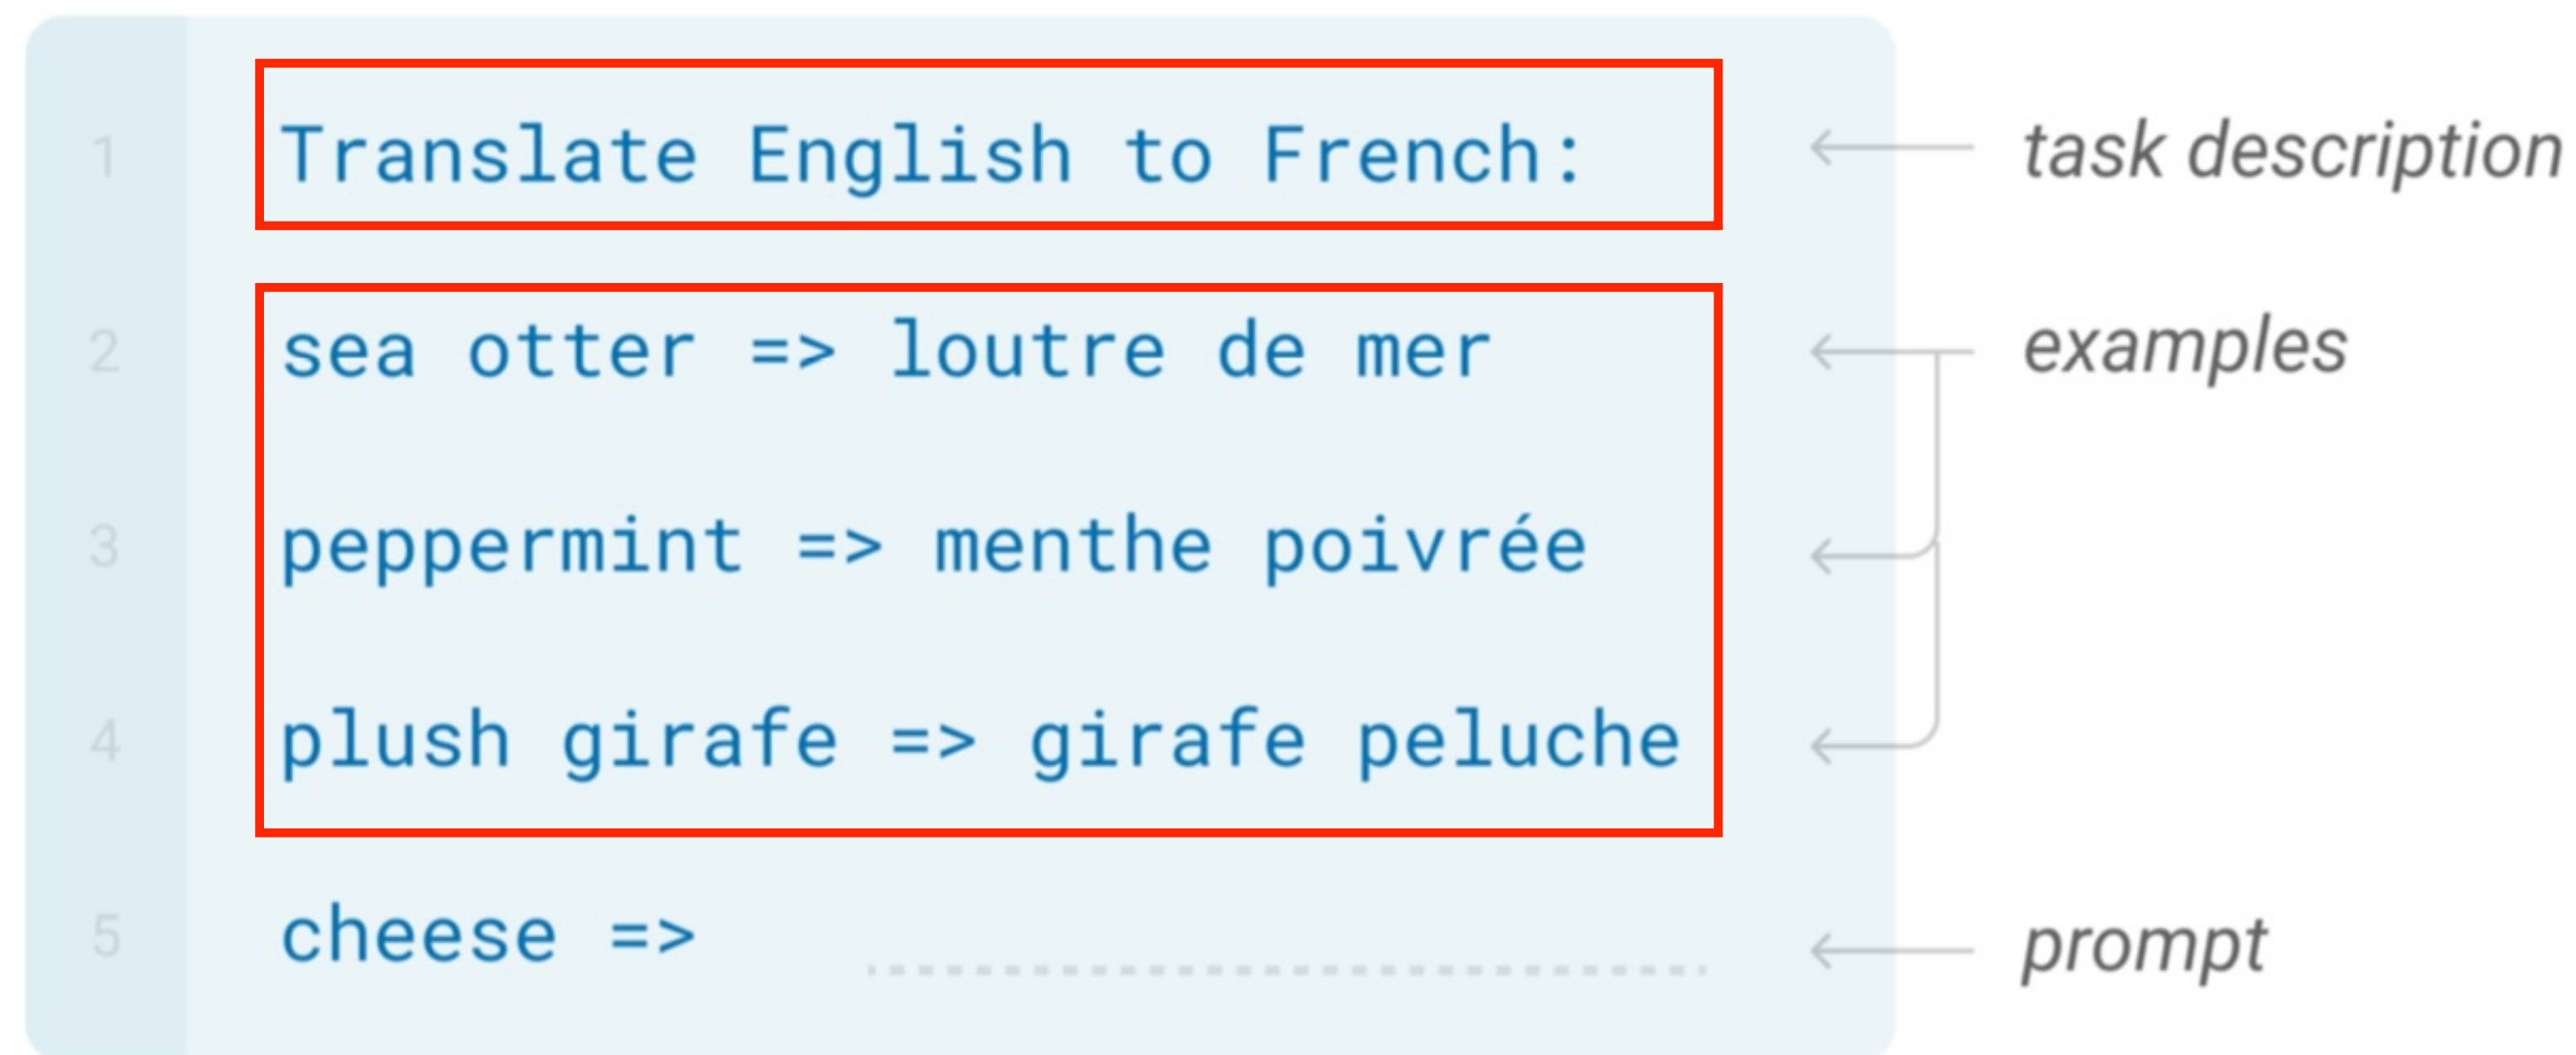 1 Translate English to French: task description
2 sea otter => loutre de mer examples
3 peppermint => menthe poivrée
4 plush girafe => girafe peluche
5 cheese => prompt